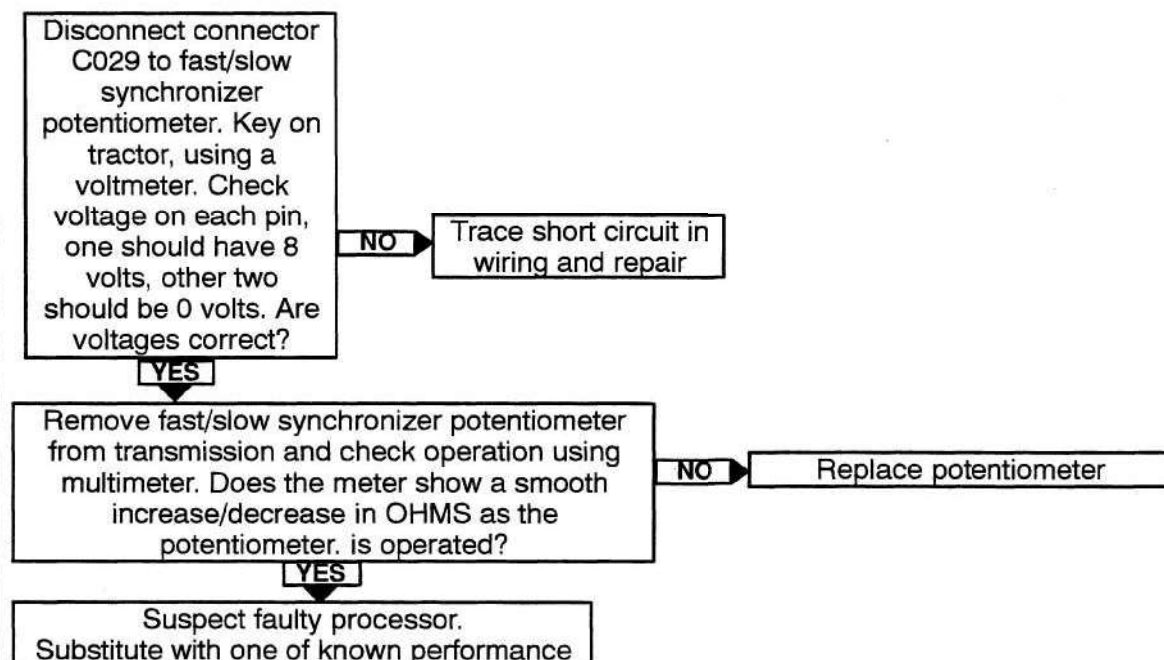 Disconnect connector
C029 to fast/slow
synchronizer
potentiometer. Key on
tractor, using a
voltmeter. Check
voltage on each pin,
one should have 8
volts, other two
should be 0 volts. Are
voltages correct?
NO
Trace short circuit in
wiring and repair
YES
Remove fast/slow synchronizer potentiometer
from transmission and check operation using
multimeter. Does the meter show a smooth
increase/decrease in OHMS as the
potentiometer. is operated?
NO
Replace potentiometer
YES
Suspect faulty processor.
Substitute with one of known performance